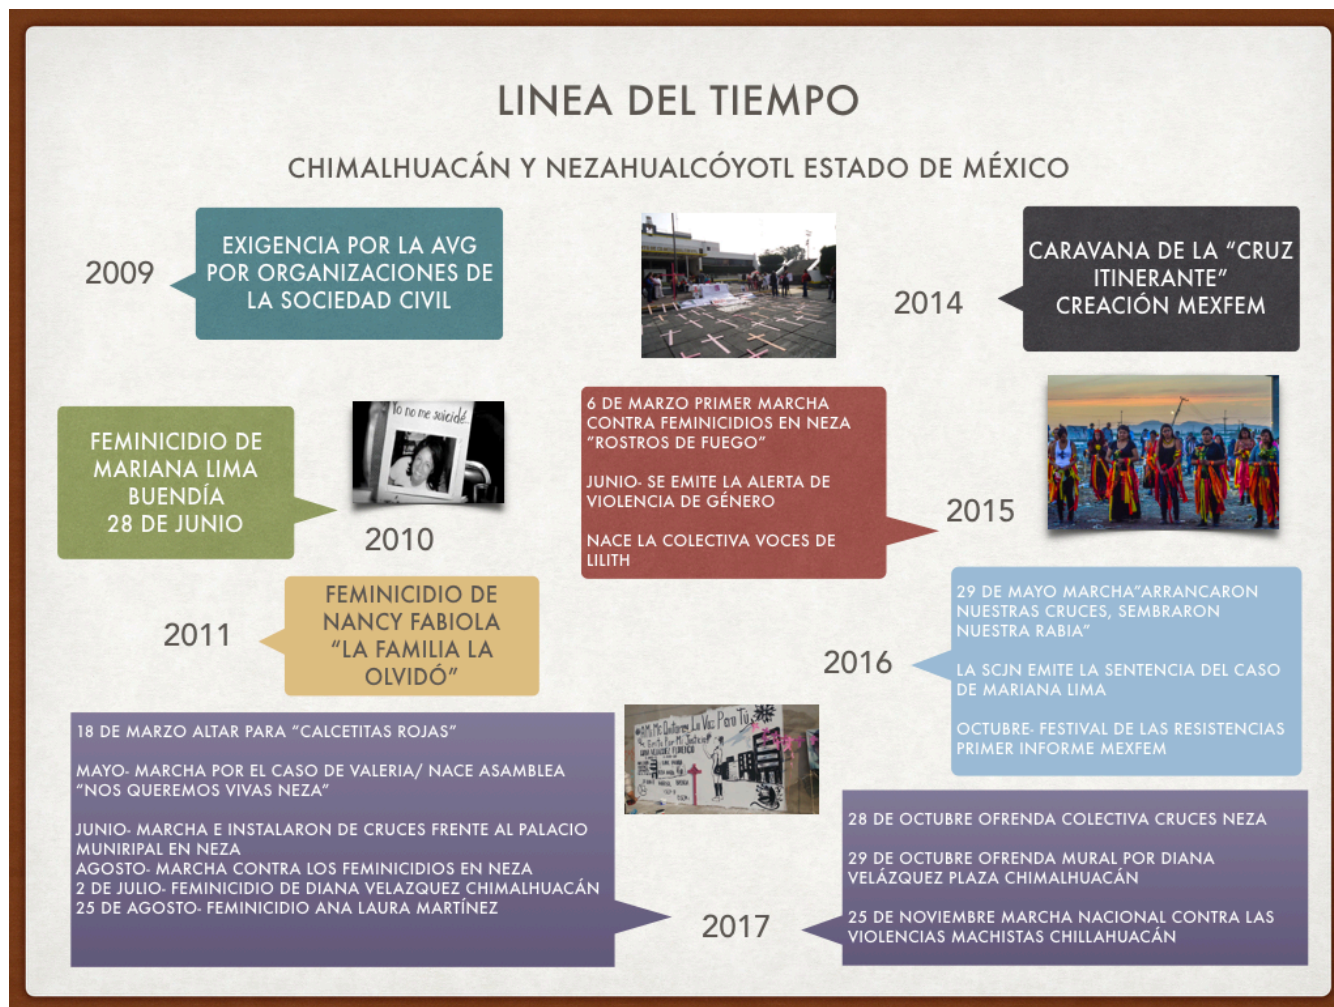 LINEA DEL TIEMPO
CHIMALHUACÁN Y NEZAHUALCÓYOTL ESTADO DE MÉXICO
2009
EXIGENCIA POR LA AVG
POR ORGANIZACIONES DE
LA SOCIEDAD CIVIL
2014
CARAVANA DE LA “CRUZ
ITINERANTE”
CREACIÓN MEXFEM
FEMINICIDIO DE
MARIANA LIMA
BUENDÍA
28 DE JUNIO
Yo no me suicidé
2010
6 DE MARZO PRIMER MARCHA
CONTRA FEMINICIDIOS EN NEZA
“ROSTROS DE FUEGO”
JUNIO- SE EMITE LA ALERTA DE
VIOLENCIA DE GÉNERO
NACE LA COLECTIVA VOCES DE
LILITH
2015
2011
FEMINICIDIO DE
NANCY FABIOLA
“LA FAMILIA LA
OLVIDÓ”
2016
29 DE MAYO MARCHA“ARRANCARON
NUESTRAS CRUCES, SEMBRARON
NUESTRA RABIA”
LA SCJN EMITE LA SENTENCIA DEL CASO
DE MARIANA LIMA
OCTUBRE- FESTIVAL DE LAS RESISTENCIAS
PRIMER INFORME MEXFEM
18 DE MARZO ALTAR PARA “CALCETITAS ROJAS”
MAYO- MARCHA POR EL CASO DE VALERIA/ NACE ASAMBLEA
“NOS QUEREMOS VIVAS NEZA”
JUNIO- MARCHA E INSTALARON DE CRUCES FRENTE AL PALACIO
MUNIRIPAL EN NEZA
AGOSTO- MARCHA CONTRA LOS FEMINICIDIOS EN NEZA
2 DE JULIO- FEMINICIDIO DE DIANA VELAZQUEZ CHIMALHUACÁN
25 DE AGOSTO- FEMINICIDIO ANA LAURA MARTÍNEZ
2017
28 DE OCTUBRE OFRENDA COLECTIVA CRUCES NEZA
29 DE OCTUBRE OFRENDA MURAL POR DIANA
VELÁZQUEZ PLAZA CHIMALHUACÁN
25 DE NOVIEMBRE MARCHA NACIONAL CONTRA LAS
VIOLENCIAS MACHISTAS CHILLAHUACÁN